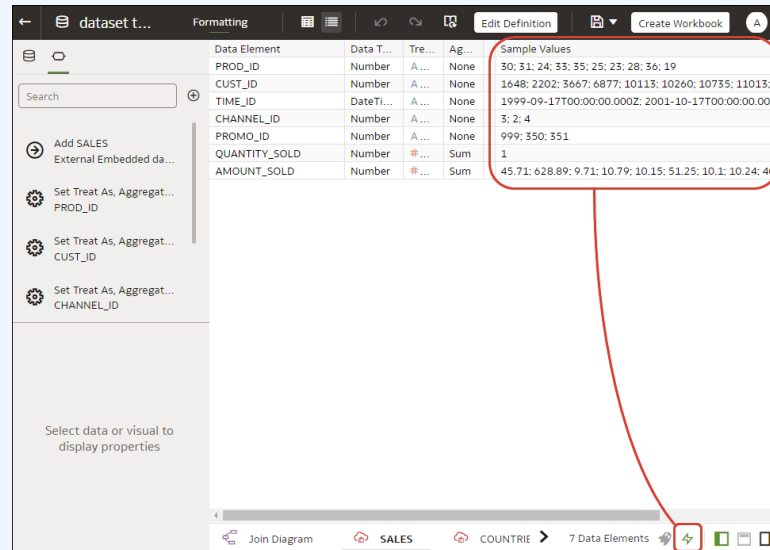 ← dataset t... Formatting Edit Definition Create Workbook A
Search
Add SALES
External Embedded da...
Set Treat As, Aggregat...
PROD_ID
Set Treat As, Aggregat...
CUST_ID
Set Treat As, Aggregat...
CHANNEL_ID
Select data or visual to
display properties
Data Element Data T... Tre... Ag... Sample Values
PROD_ID Number A... None 30; 31; 24; 33; 35; 25; 23; 28; 36; 19
CUST_ID Number A... None 1648; 2202; 3667; 6877; 10113; 10260; 10735; 11013;
TIME_ID DateTi... A... None 1999-09-17T00:00:00.000Z; 2001-10-17T00:00:00.00
CHANNEL_ID Number A... None 3; 2; 4
PROMO_ID Number A... None 999; 350; 351
QUANTITY_SOLD Number #... Sum 1
AMOUNT_SOLD Number #... Sum 45.71; 628.89; 9.71; 10.79; 10.15; 51.25; 10.1; 10.24; 4
Join Diagram SALES COUNTRIE 7 Data Elements